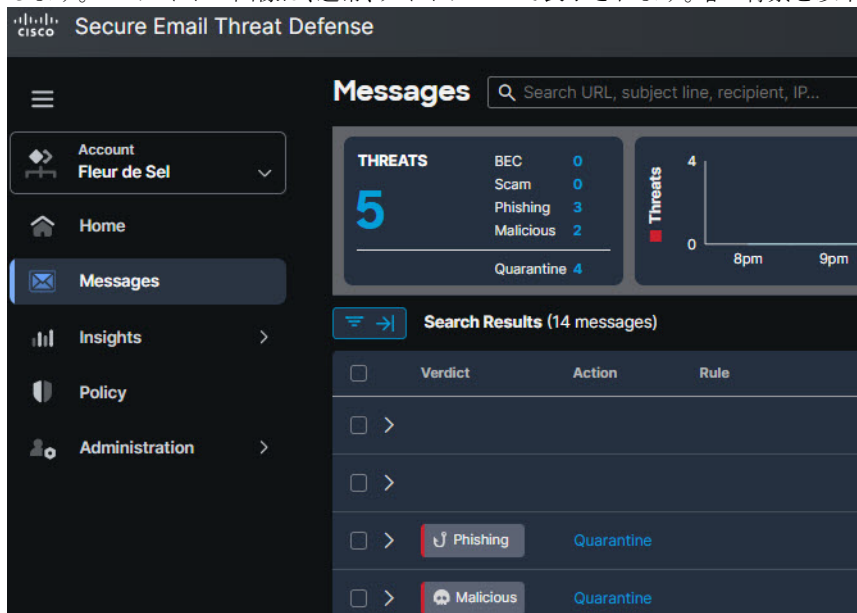 cisco Secure Email Threat Defense
Messages
Search URL, subject line, recipient, IP...
Account
Fleur de Sel
Home
Messages
Insights
Policy
Administration
THREATS
5
BEC 0
Scam 0
Phishing 3
Malicious 2
Quarantine 4
Threats
4
0
8pm 9pm
Search Results (14 messages)
Verdict Action Rule
Phishing Quarantine
Malicious Quarantine